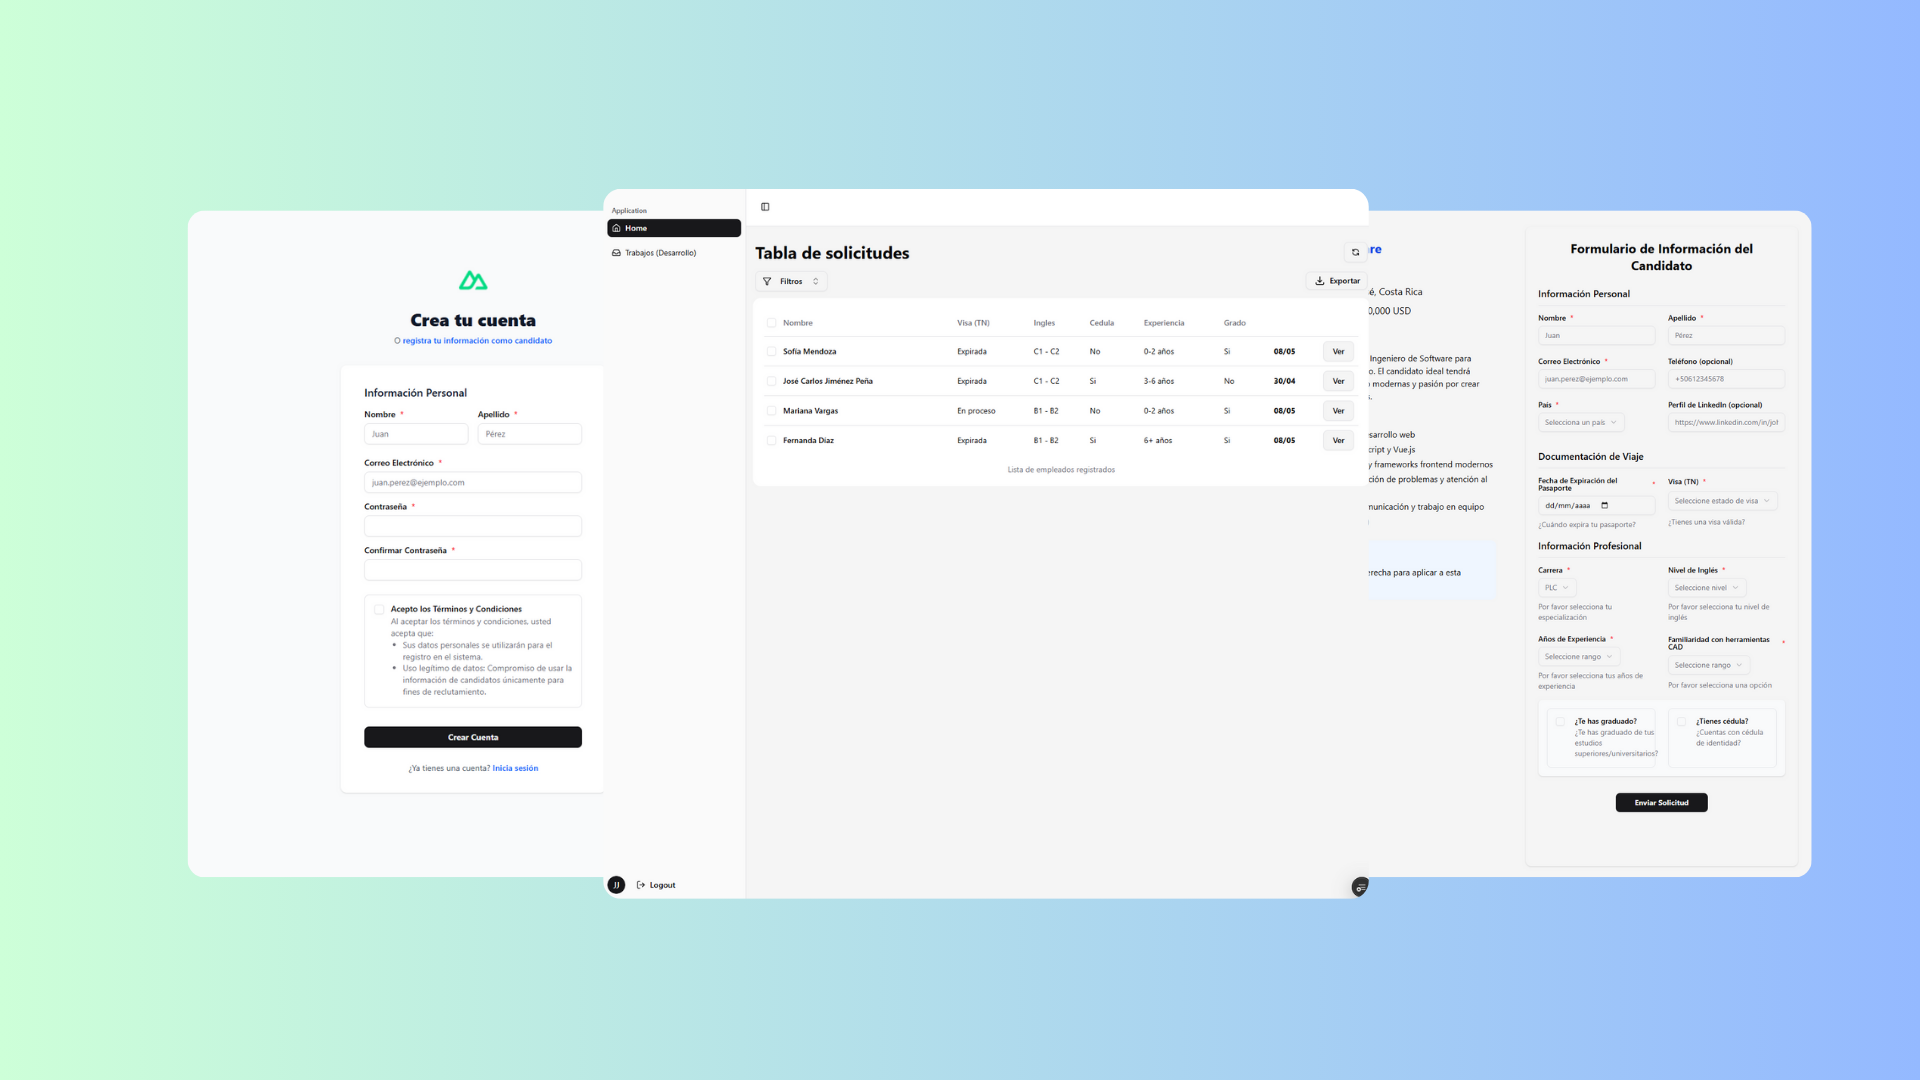 Crea tu cuenta
O registra tu información como candidato
Información Personal
Nombre *
Apellido *
Juan
Pérez
Correo Electrónico *
juan.perez@ejemplo.com
Contraseña *
Confirmar Contraseña *
Acepto los Términos y Condiciones
Al aceptar los términos y condiciones, usted
acepta que:
• Sus datos personales se utilizarán para el
registro en el sistema.
• Uso legítimo de datos: Compromiso de usar la
información de candidatos únicamente para
fines de reclutamiento.
Crear Cuenta
¿Ya tienes una cuenta? Inicia sesión
Application
Home
Trabajos (Desarrollo)
JJ
Logout
Tabla de solicitudes
Filtros
Exportar
Nombre Visa (TN) Ingles Cedula Experiencia Grado
Sofía Mendoza Expirada C1 - C2 No 0-2 años Si 08/05 Ver
José Carlos Jiménez Peña Expirada C1 - C2 Si 3-6 años No 30/04 Ver
Mariana Vargas En proceso B1 - B2 No 0-2 años Si 08/05 Ver
Fernanda Díaz Expirada B1 - B2 Si 6+ años Si 08/05 Ver
Lista de empleados registrados
re
é, Costa Rica
0,000 USD
Ingeniero de Software para
o. El candidato ideal tendrá
modernas y pasión por crear
s.
sarrollo web
cript y Vue.js
y frameworks frontend modernos
ción de problemas y atención al
municación y trabajo en equipo
erecha para aplicar a esta
Formulario de Información del
Candidato
Información Personal
Nombre *
Apellido *
Juan
Pérez
Correo Electrónico *
Teléfono (opcional)
juan.perez@ejemplo.com
+50612345678
País *
Perfil de LinkedIn (opcional)
Selecciona un país
https://www.linkedin.com/in/joh
Documentación de Viaje
Fecha de Expiración del
Pasaporte *
Visa (TN) *
dd/mm/aaaa
Seleccione estado de visa
¿Cuándo expira tu pasaporte?
¿Tienes una visa válida?
Información Profesional
Carrera *
Nivel de Inglés *
PLC
Seleccione nivel
Por favor selecciona tu
especialización
Por favor selecciona tu nivel de
inglés
Años de Experiencia *
Familiaridad con herramientas
CAD *
Seleccione rango
Seleccione rango
Por favor selecciona tus años de
experiencia
Por favor selecciona una opción
¿Te has graduado?
¿Te has graduado de tus
estudios
superiores/universitarios?
¿Tienes cédula?
¿Cuentas con cédula
de identidad?
Enviar Solicitud